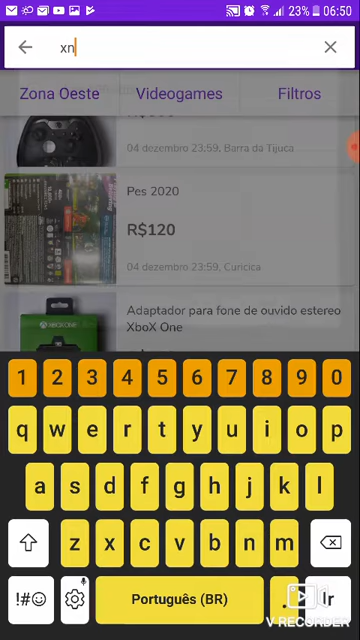 23% 06:50
xn
Zona Oeste Videogames Filtros
04 dezembro 23:59, Barra da Tijuca
Pes 2020
R$120
04 dezembro 23:59, Curicica
Adaptador para fone de ouvido estereo
XboX One
1 2 3 4 5 6 7 8 9 0
q w e r t y u i o p
a s d f g h j k l
z x c v b n m
!#☺ Português (BR) . Ir
V RECORDER